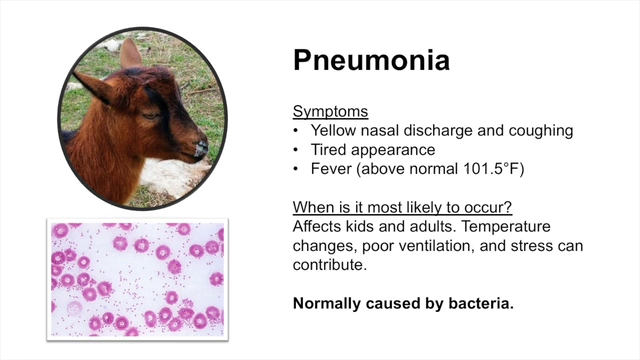 Pneumonia
Symptoms
• Yellow nasal discharge and coughing
• Tired appearance
• Fever (above normal 101.5°F)
When is it most likely to occur?
Affects kids and adults. Temperature
changes, poor ventilation, and stress can
contribute.
Normally caused by bacteria.